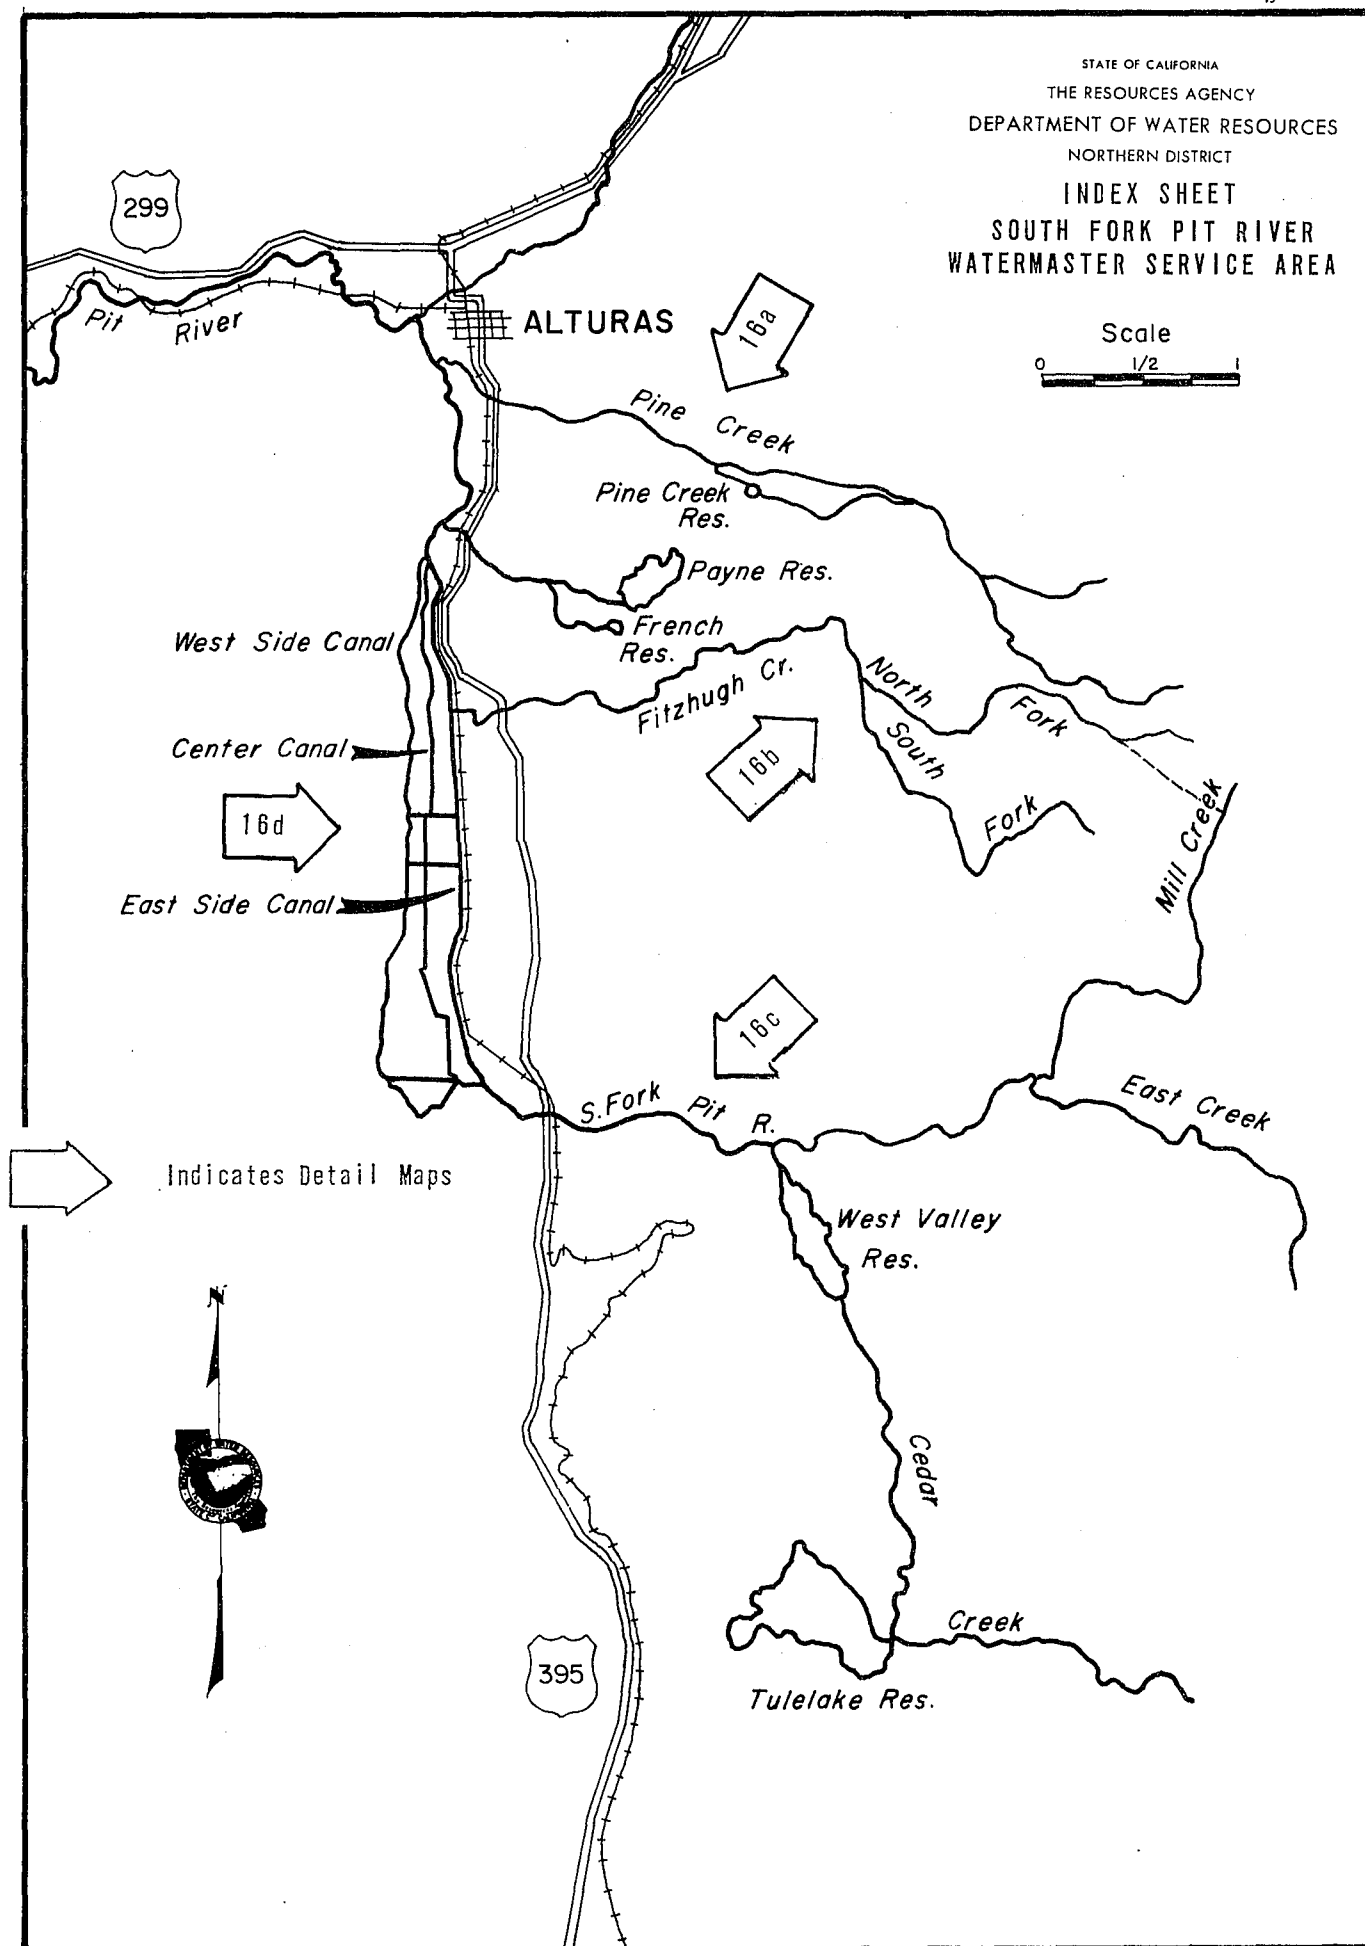 STATE OF CALIFORNIA
THE RESOURCES AGENCY
DEPARTMENT OF WATER RESOURCES
NORTHERN DISTRICT
INDEX SHEET
SOUTH FORK PIT RIVER
WATERMASTER SERVICE AREA
Scale
0 1/2 1
299
Pit River
ALTURAS
16a
Pine Creek
Pine Creek
Res.
Payne Res.
French
Res.
West Side Canal
Fitzhugh Cr.
North Fork
South Fork
Center Canal
16b
16d
Mill Creek
East Side Canal
16c
S.Fork Pit R.
East Creek
Indicates Detail Maps
West Valley
Res.
N
Cedar Creek
395
Tulelake Res.